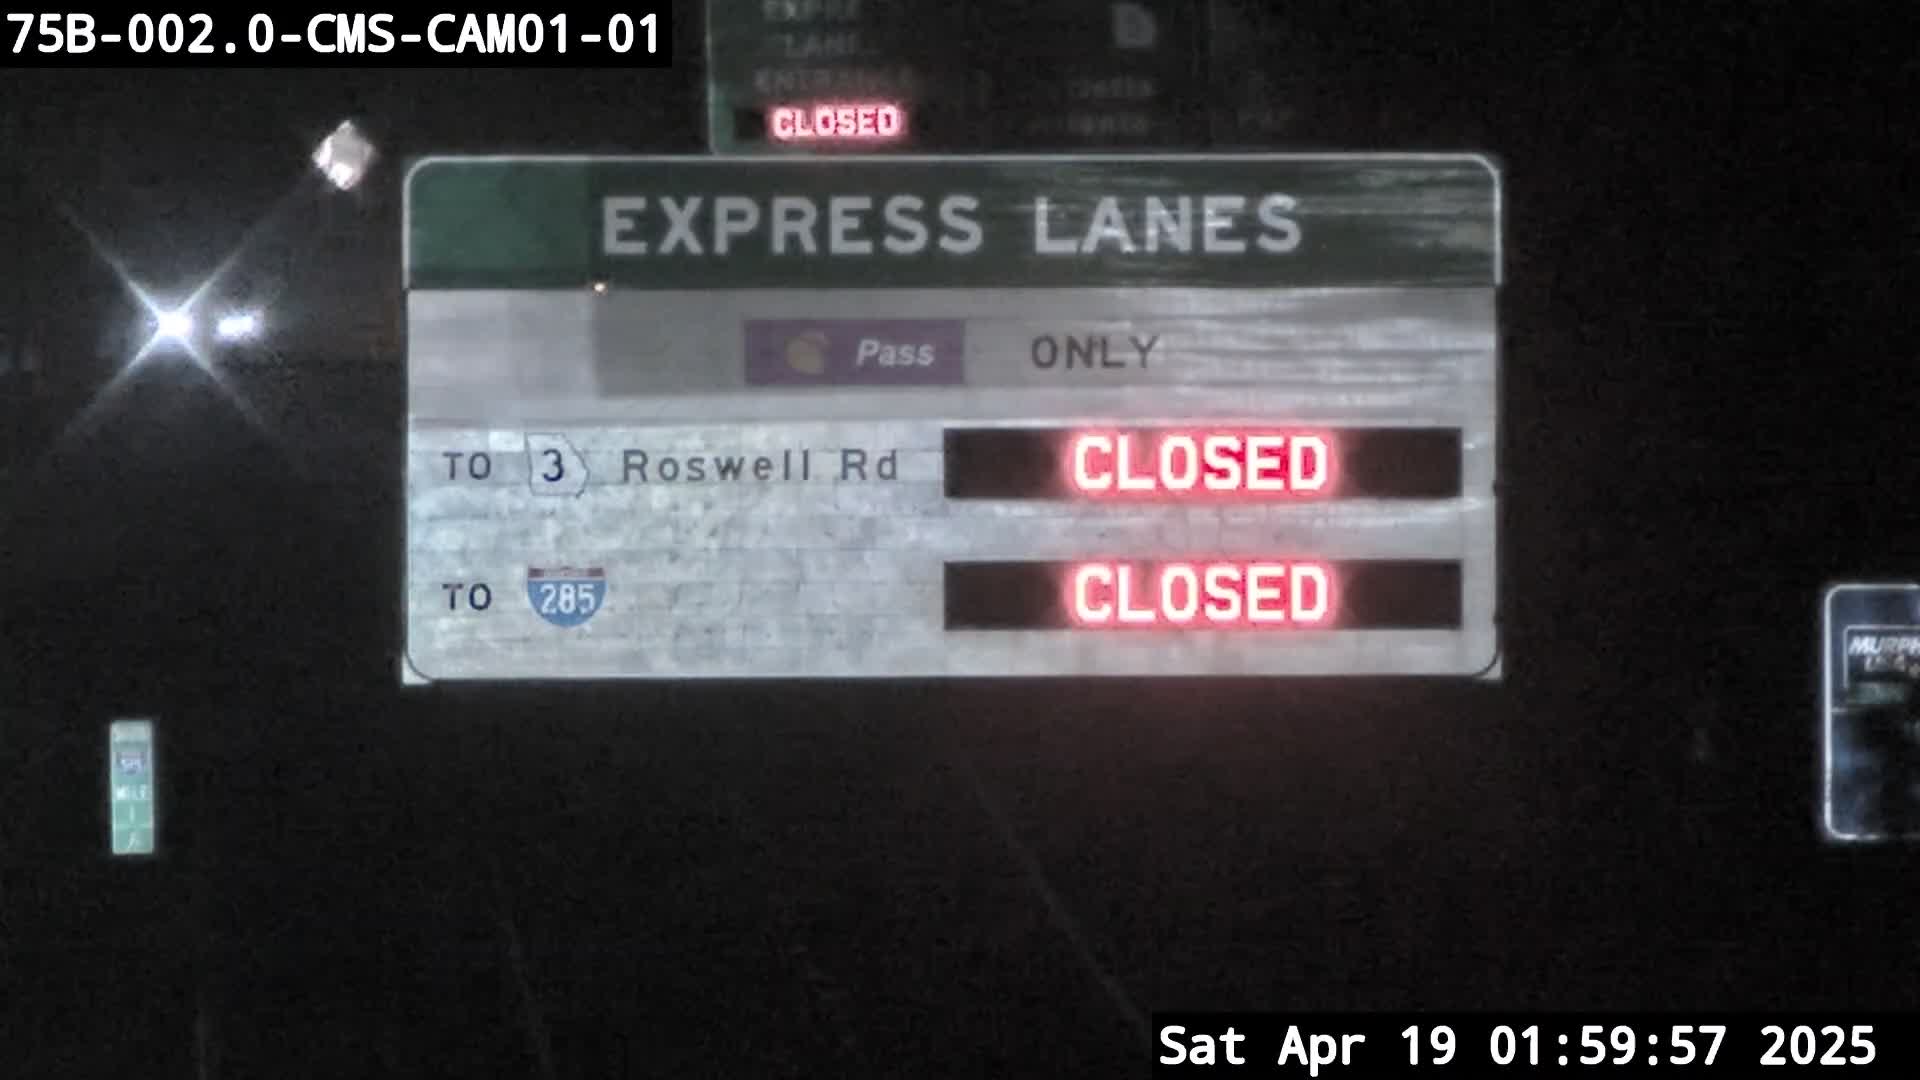 75B-002.0-CMS-CAM01-01
CLOSED
EXPRESS LANES
Pass ONLY
TO 3 Roswell Rd CLOSED
TO 285 CLOSED
MILE
Sat Apr 19 01:59:57 2025